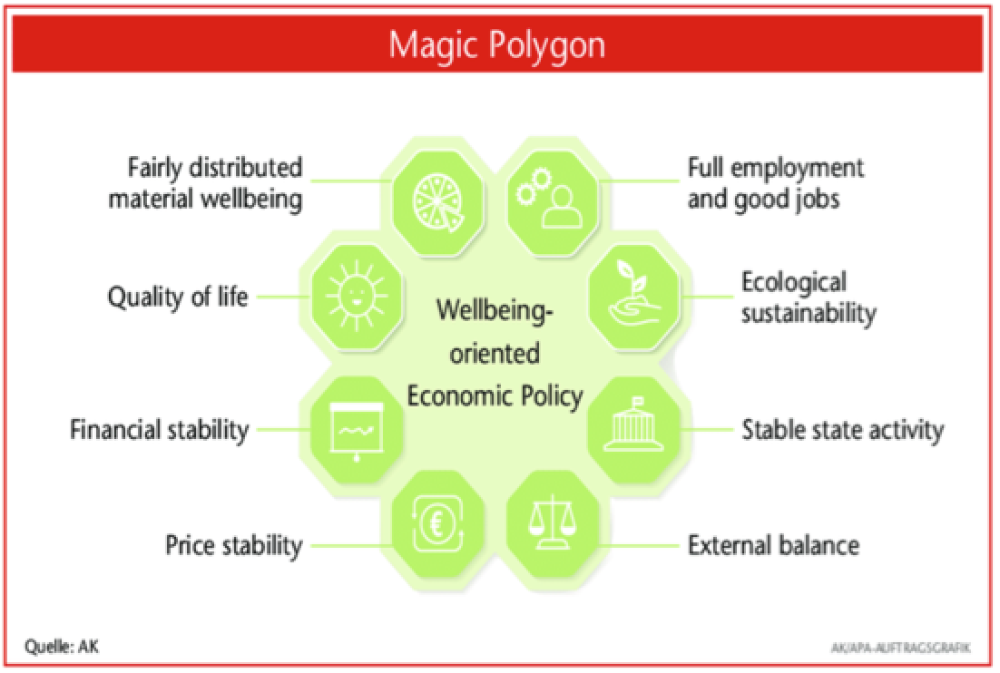 Magic Polygon
Fairly distributed
material wellbeing
Full employment
and good jobs
Quality of life
Ecological
sustainability
Wellbeing-
oriented
Economic Policy
Financial stability
Stable state activity
€
Price stability
External balance
Quelle: AK
AK/APA-AUFTRAGSGRAFIK